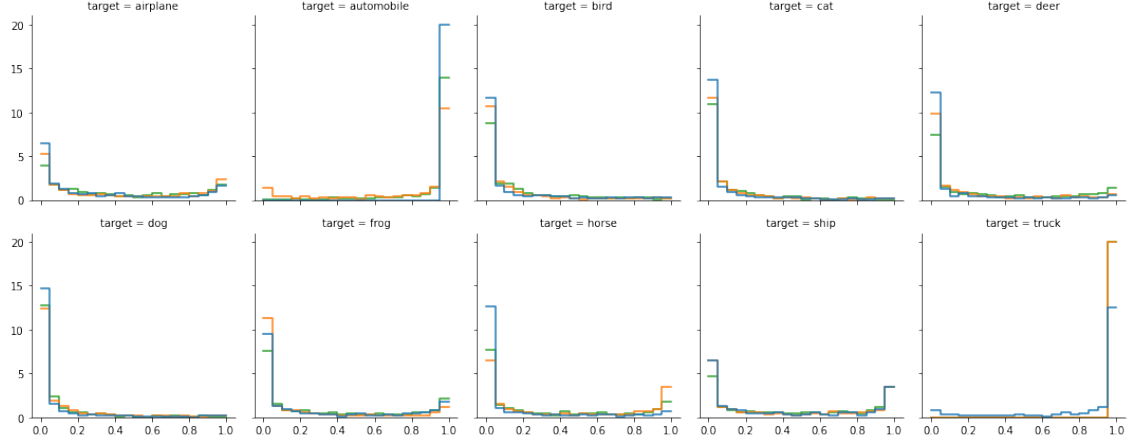 target = airplane
target = automobile
target = bird
target = cat
target = deer
20
15
10
5
0
target = dog
target = frog
target = horse
target = ship
target = truck
20
15
10
5
0
0.0 0.2 0.4 0.6 0.8 1.0
0.0 0.2 0.4 0.6 0.8 1.0
0.0 0.2 0.4 0.6 0.8 1.0
0.0 0.2 0.4 0.6 0.8 1.0
0.0 0.2 0.4 0.6 0.8 1.0